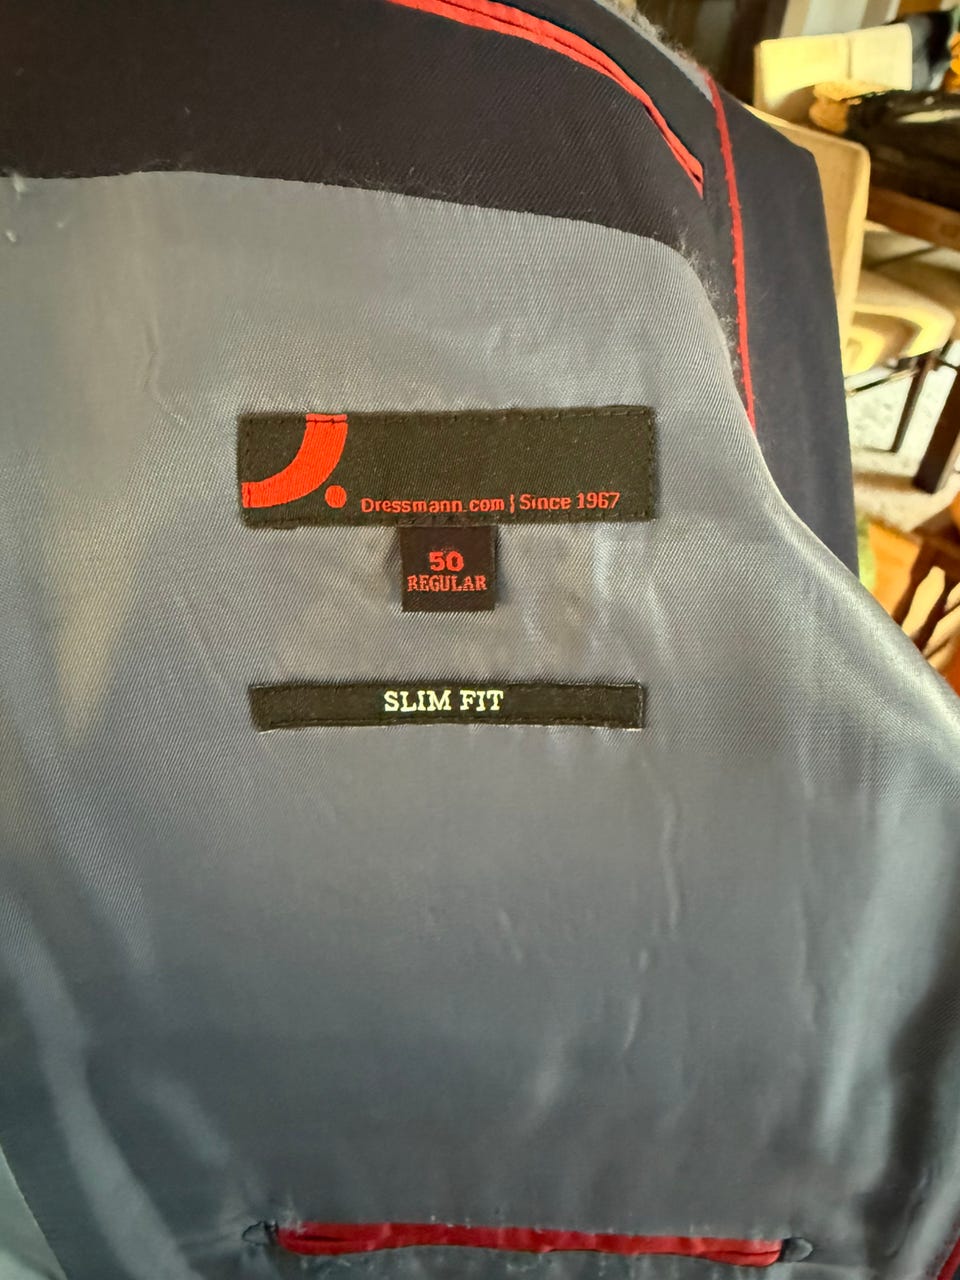 Dressmann.com | Since 1967
50
REGULAR
SLIM FIT